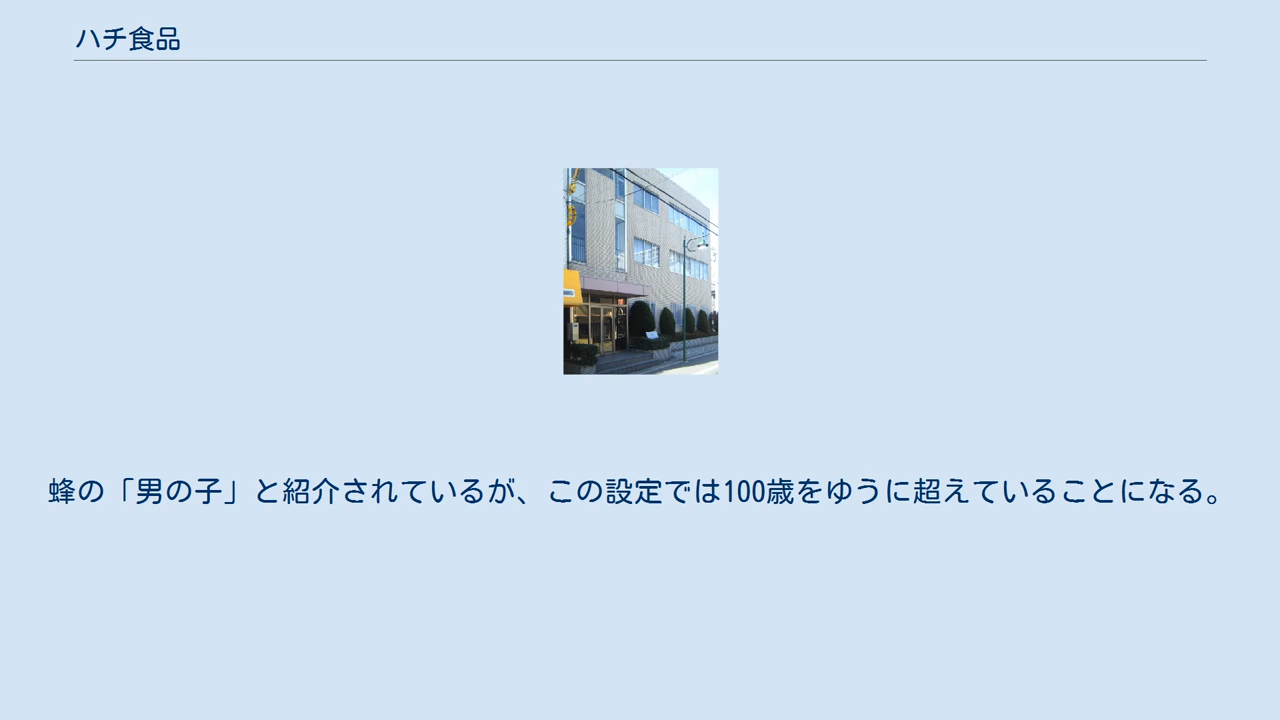 ハチ食品
蜂の「男の子」と紹介されているが、この設定では100歳をゆうに超えていることになる。